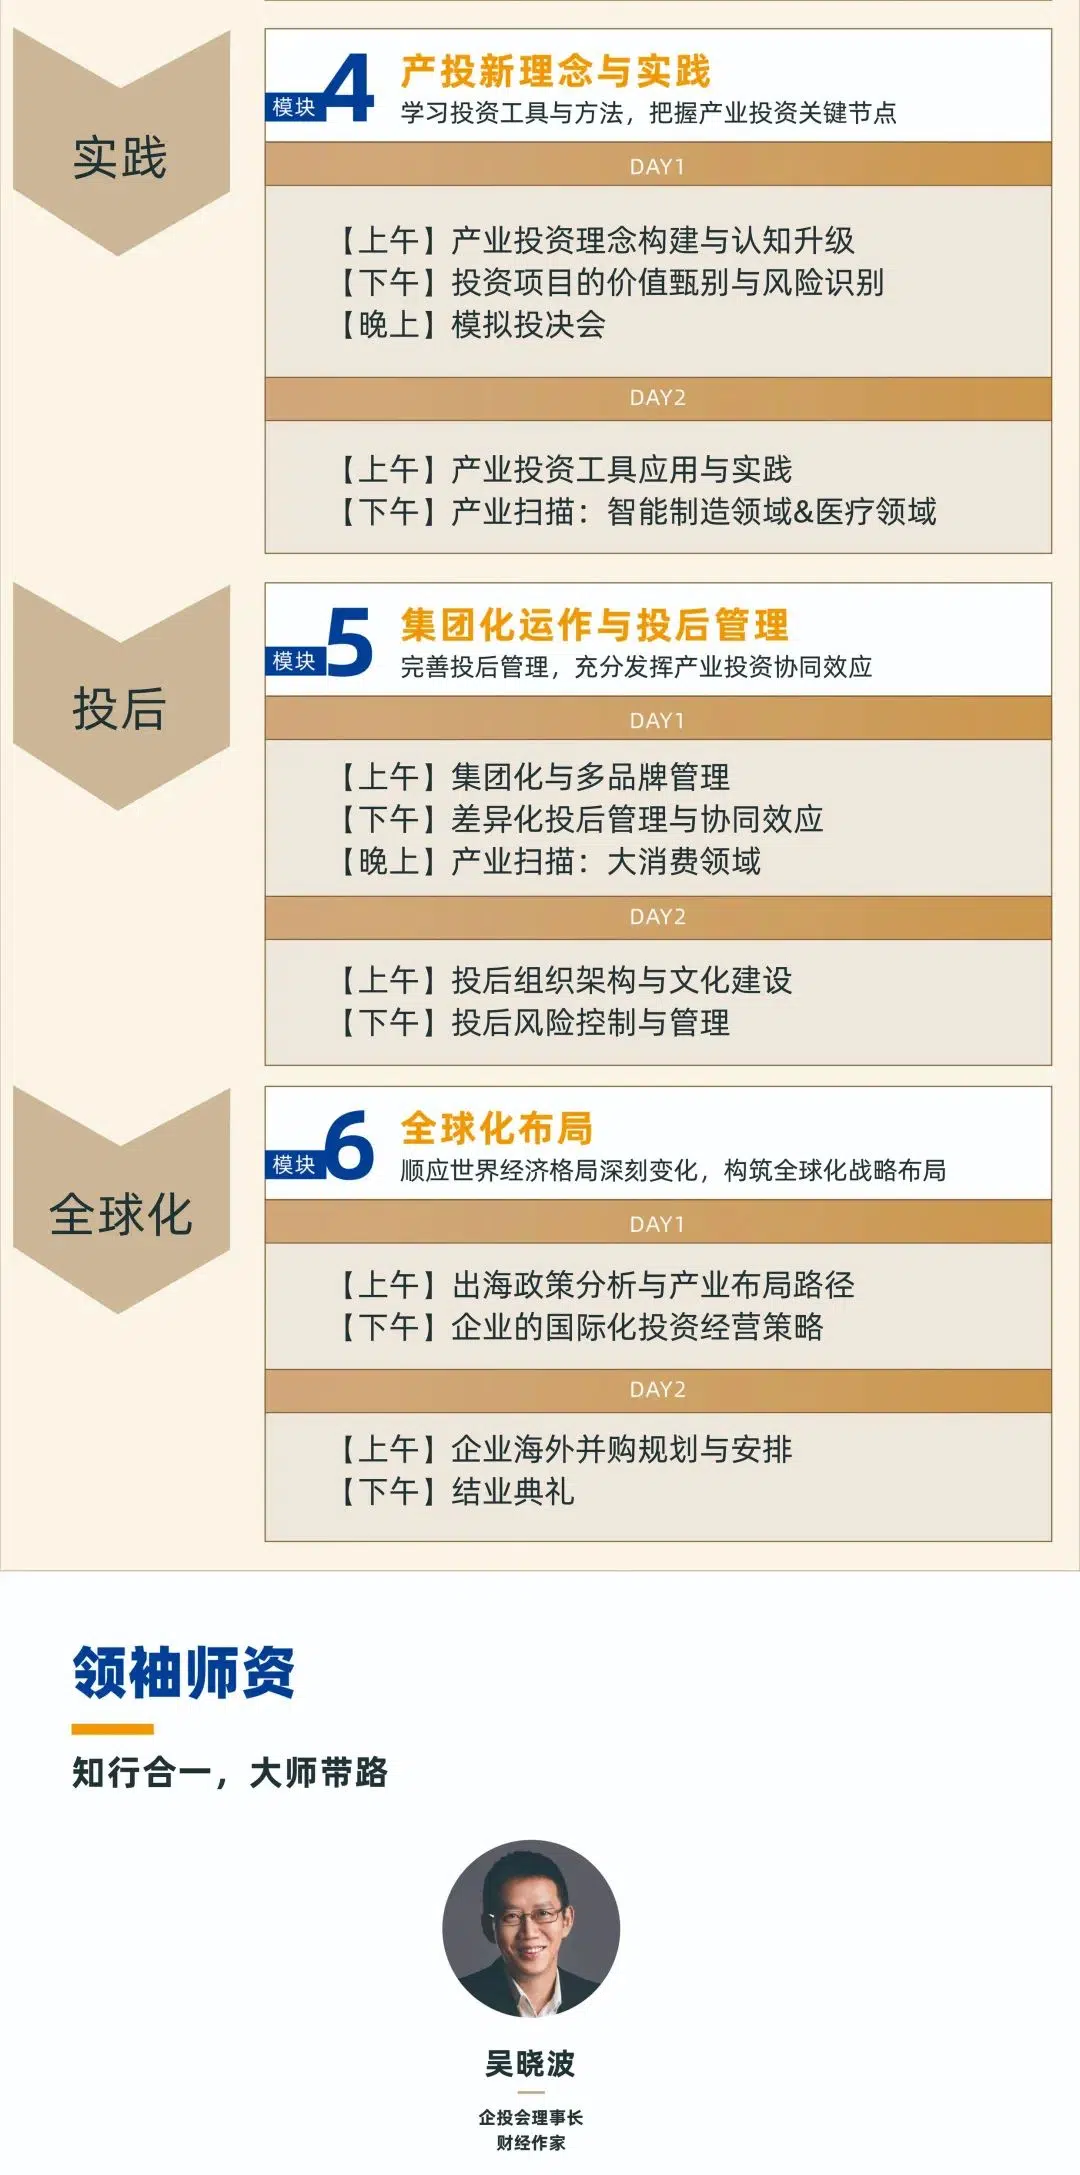 实践
模块4
产投新理念与实践
学习投资工具与方法，把握产业投资关键节点
DAY1
【上午】产业投资理念构建与认知升级
【下午】投资项目的价值甄别与风险识别
【晚上】模拟投决会
DAY2
【上午】产业投资工具应用与实践
【下午】产业扫描：智能制造领域&医疗领域
投后
模块5
集团化运作与投后管理
完善投后管理，充分发挥产业投资协同效应
DAY1
【上午】集团化与多品牌管理
【下午】差异化投后管理与协同效应
【晚上】产业扫描：大消费领域
DAY2
【上午】投后组织架构与文化建设
【下午】投后风险控制与管理
全球化
模块6
全球化布局
顺应世界经济格局深刻变化，构筑全球化战略布局
DAY1
【上午】出海政策分析与产业布局路径
【下午】企业的国际化投资经营策略
DAY2
【上午】企业海外并购规划与安排
【下午】结业典礼
领袖师资
知行合一，大师带路
吴晓波
企投会理事长
财经作家